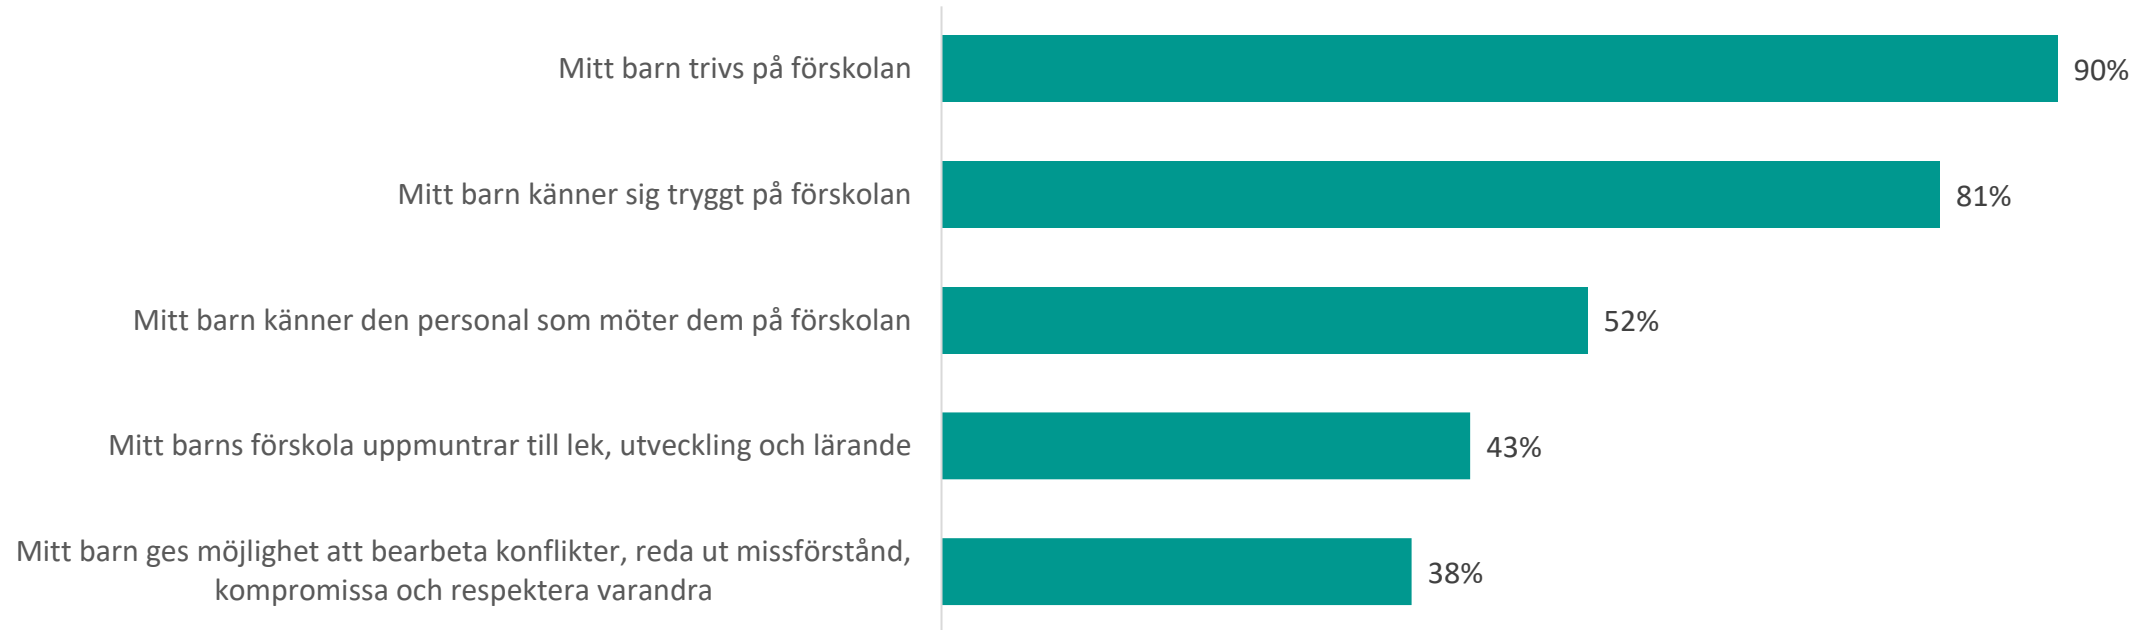 Mitt barn trivs på förskolan
90%
Mitt barn känner sig tryggt på förskolan
81%
Mitt barn känner den personal som möter dem på förskolan
52%
Mitt barns förskola uppmuntrar till lek, utveckling och lärande
43%
Mitt barn ges möjlighet att bearbeta konflikter, reda ut missförstånd,
kompromissa och respektera varandra
38%